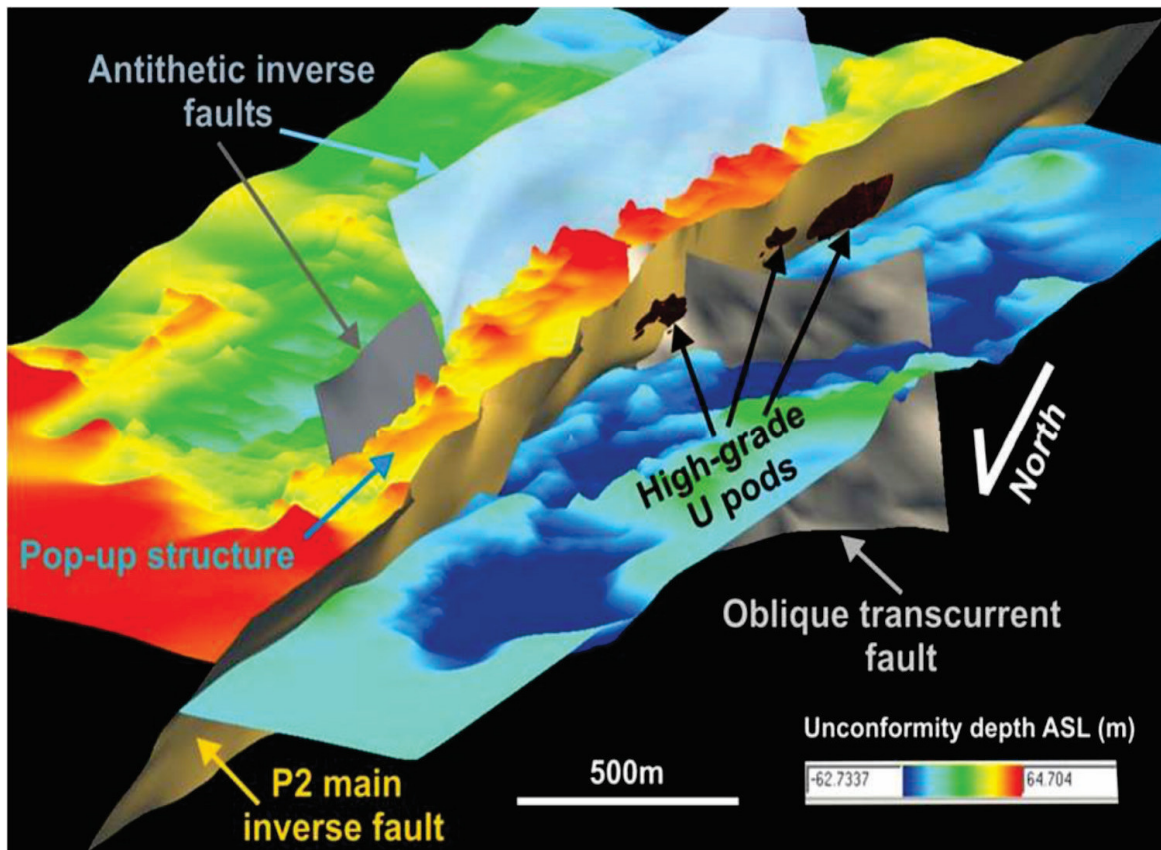 Antithetic inverse
faults
High-grade
U pods
North
Pop-up structure
Oblique transcurrent
fault
Unconformity depth ASL (m)
-62.7337
64.704
500m
P2 main
inverse fault